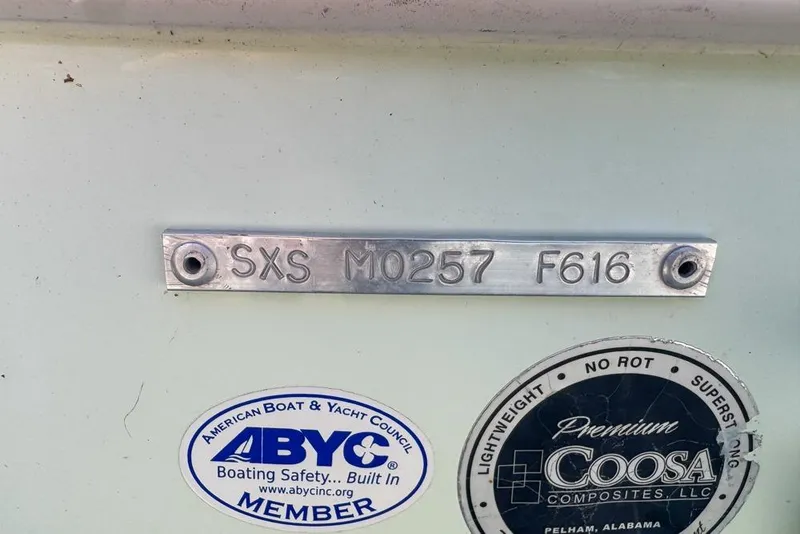 SXS M0257 F616
AMERICAN BOAT & YACHT COUNCIL
ABYC®
Boating Safety... Built In
www.abycinc.org
MEMBER
LIGHTWEIGHT • NO ROT • SUPERSTRONG
Premium
COOSA
COMPOSITES, LLC
PELHAM, ALABAMA